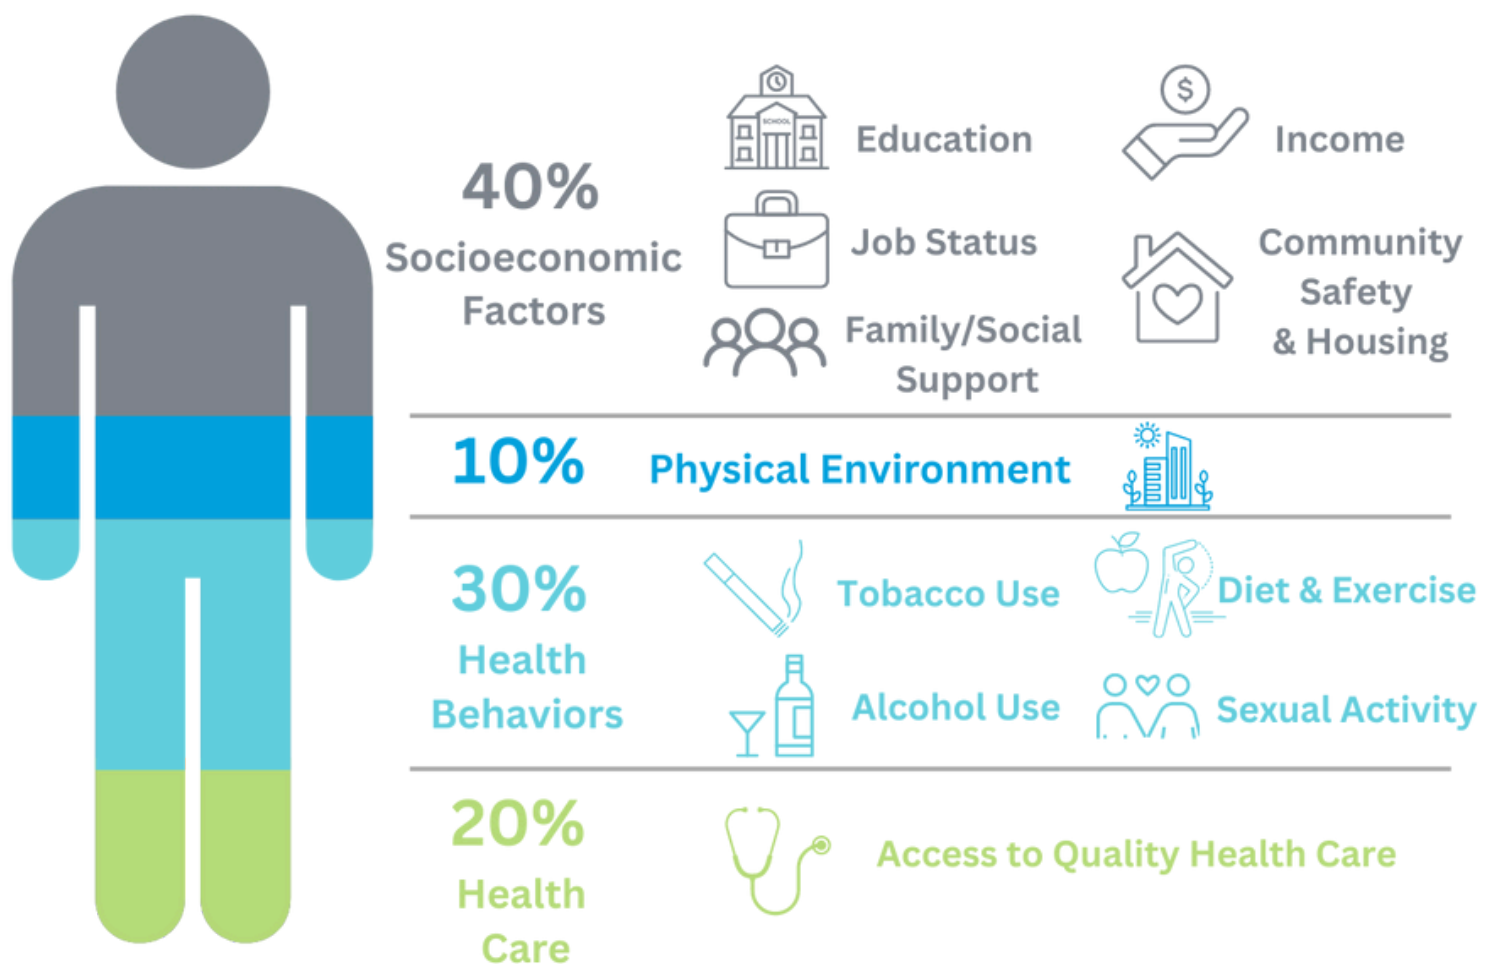 40%
Socioeconomic
Factors
SCHOOL
Education
$
Income
Job Status
Community
Safety
& Housing
Family/Social
Support
10%
Physical Environment
30%
Health
Behaviors
Tobacco Use
Diet & Exercise
Alcohol Use
Sexual Activity
20%
Health
Care
Access to Quality Health Care